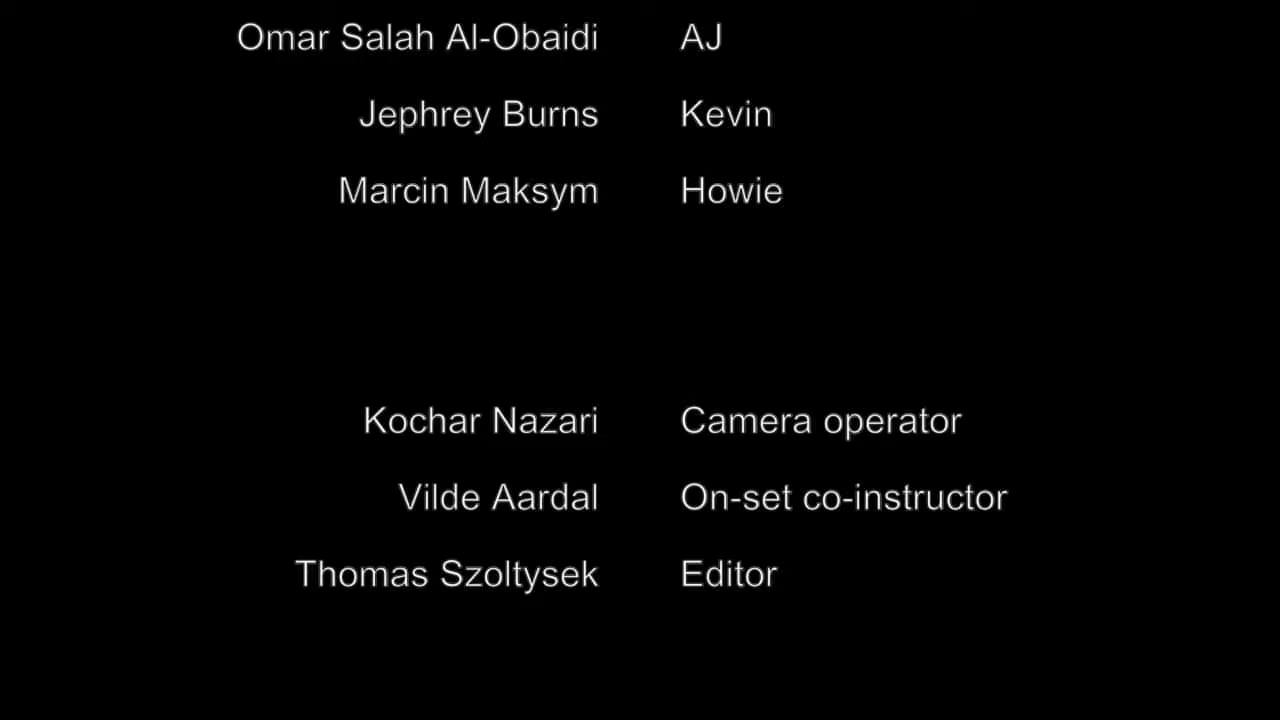 Omar Salah Al-Obaidi AJ
Jephrey Burns Kevin
Marcin Maksym Howie
Kochar Nazari Camera operator
Vilde Aardal On-set co-instructor
Thomas Szoltysek Editor